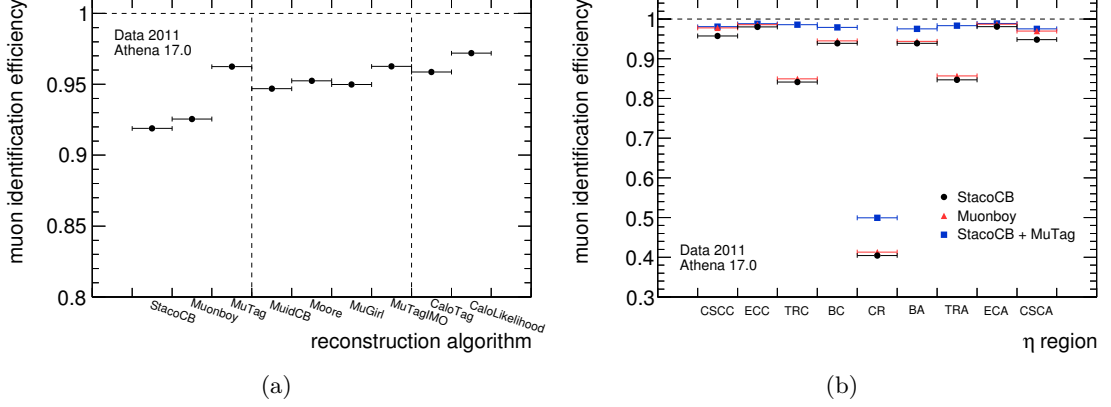 muon identification efficiency
1
0.95
0.9
0.85
0.8
Data 2011
Athena 17.0
StacoCB
Muonboy
MuTag
MuidCB
Moore
MuGirl
MuTagIMO
CaloTag
CaloLikelihood
reconstruction algorithm
(a)
muon identification efficiency
1
0.9
0.8
0.7
0.6
0.5
0.4
0.3
StacoCB
Muonboy
StacoCB + MuTag
Data 2011
Athena 17.0
CSCC ECC TRC BC CR BA TRA ECA CSCA
η region
(b)